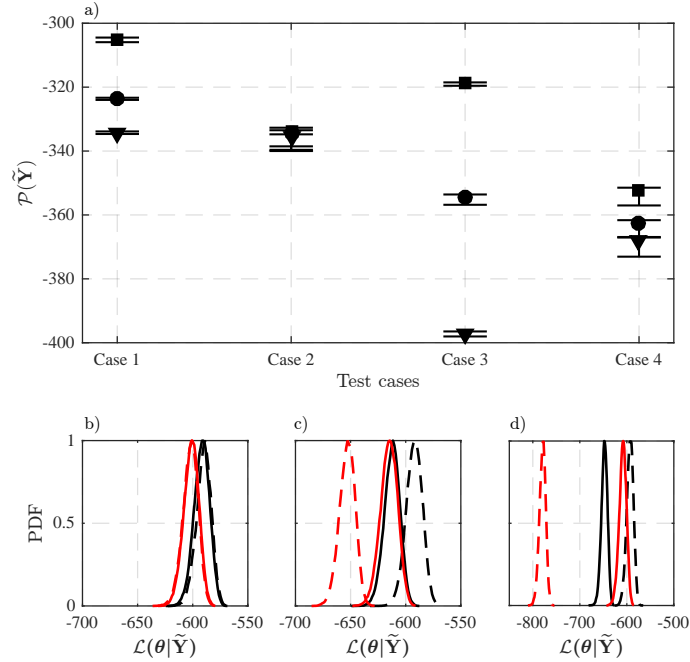 a)
-300
-320
-340
-360
-380
-400
𝒫(Ỹ)
Case 1 Case 2 Case 3 Case 4
Test cases
b) c) d)
PDF
1
0.5
0
-700 -650 -600 -550
-700 -650 -600 -550
-800 -700 -600 -500
ℒ(θ|Ỹ) ℒ(θ|Ỹ) ℒ(θ|Ỹ)